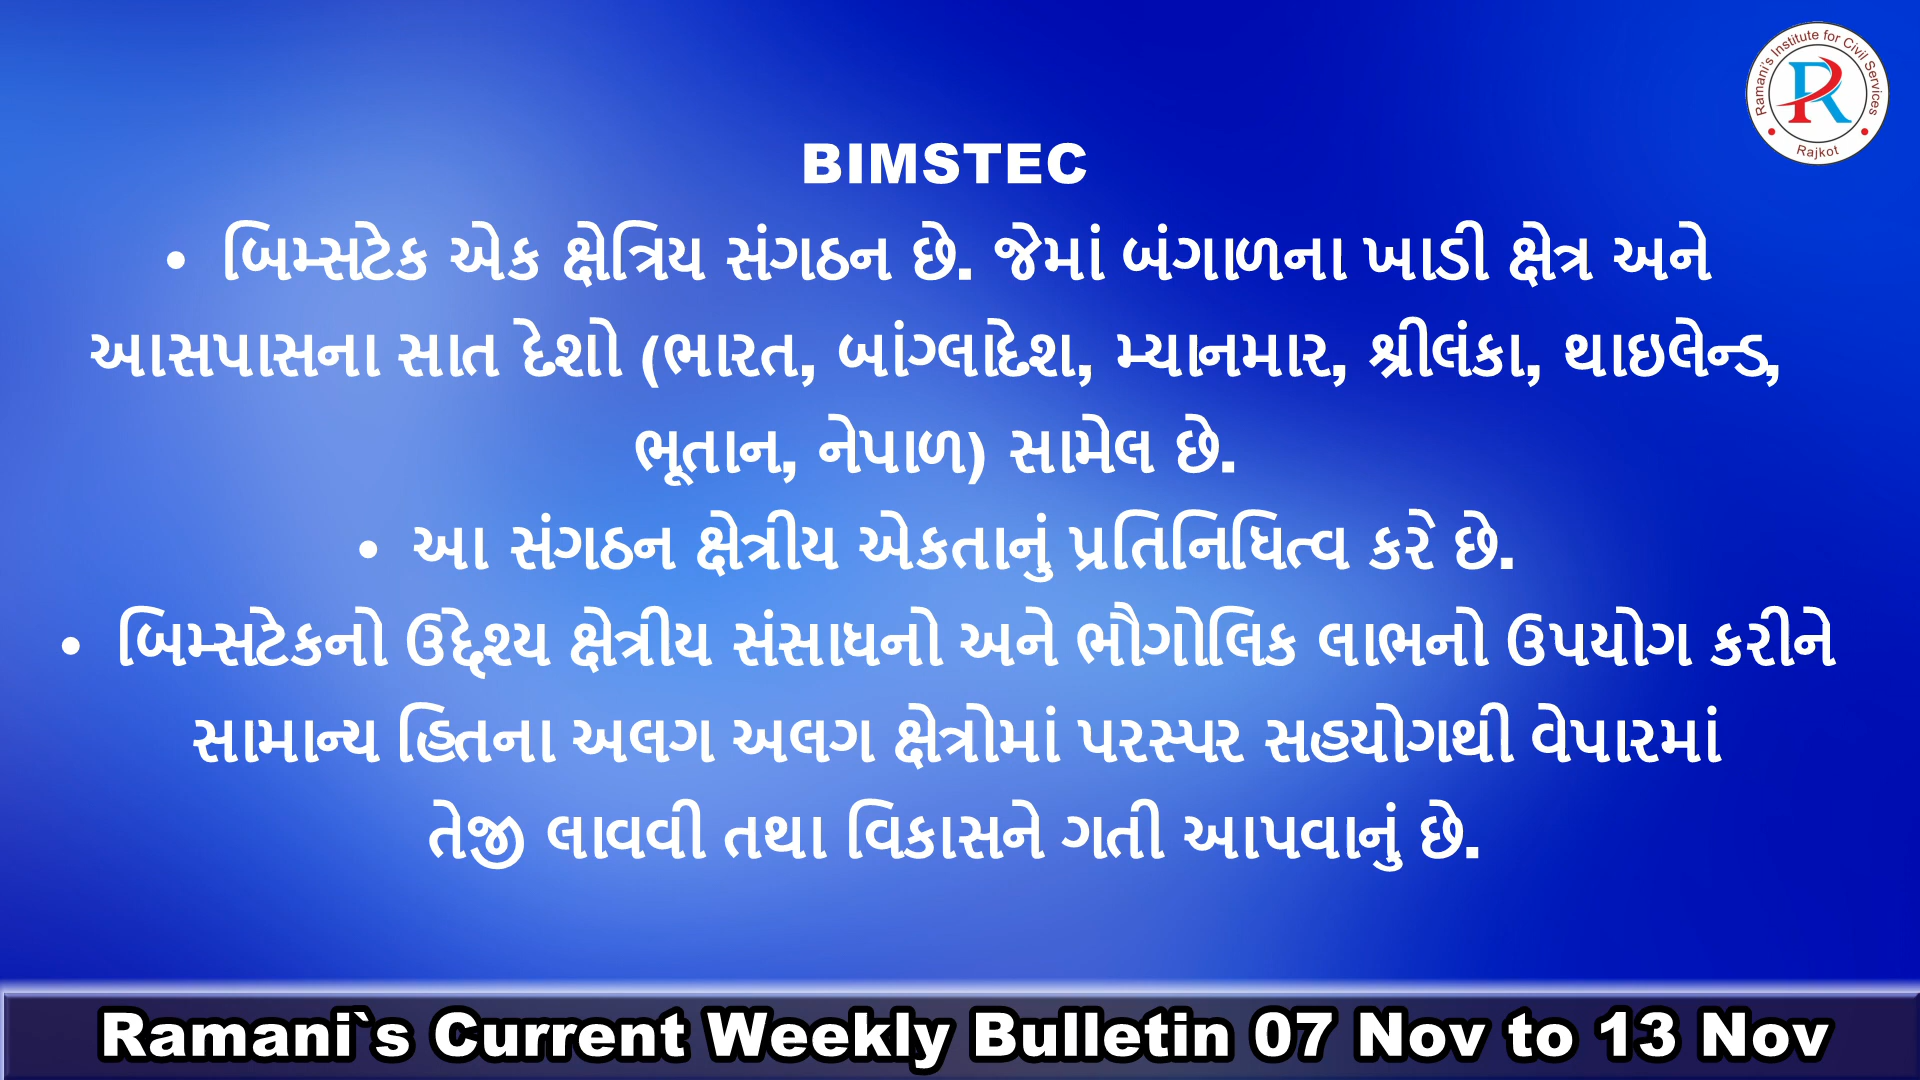 Ramani's Institute for Civil Services
R
Rajkot
BIMSTEC
• બિમ્સટેક એક ક્ષેત્રિય સંગઠન છે. જેમાં બંગાળના ખાડી ક્ષેત્ર અને
આસપાસના સાત દેશો (ભારત, બાંગ્લાદેશ, મ્યાનમાર, શ્રીલંકા, થાઇલેન્ડ,
ભૂતાન, નેપાળ) સામેલ છે.
• આ સંગઠન ક્ષેત્રીય એકતાનું પ્રતિનિધિત્વ કરે છે.
• બિમ્સટેકનો ઉદ્દેશ્ય ક્ષેત્રીય સંસાધનો અને ભૌગોલિક લાભનો ઉપયોગ કરીને
સામાન્ય હિતના અલગ અલગ ક્ષેત્રોમાં પરસ્પર સહયોગથી વેપારમાં
તેજી લાવવી તથા વિકાસને ગતી આપવાનું છે.
Ramani`s Current Weekly Bulletin 07 Nov to 13 Nov